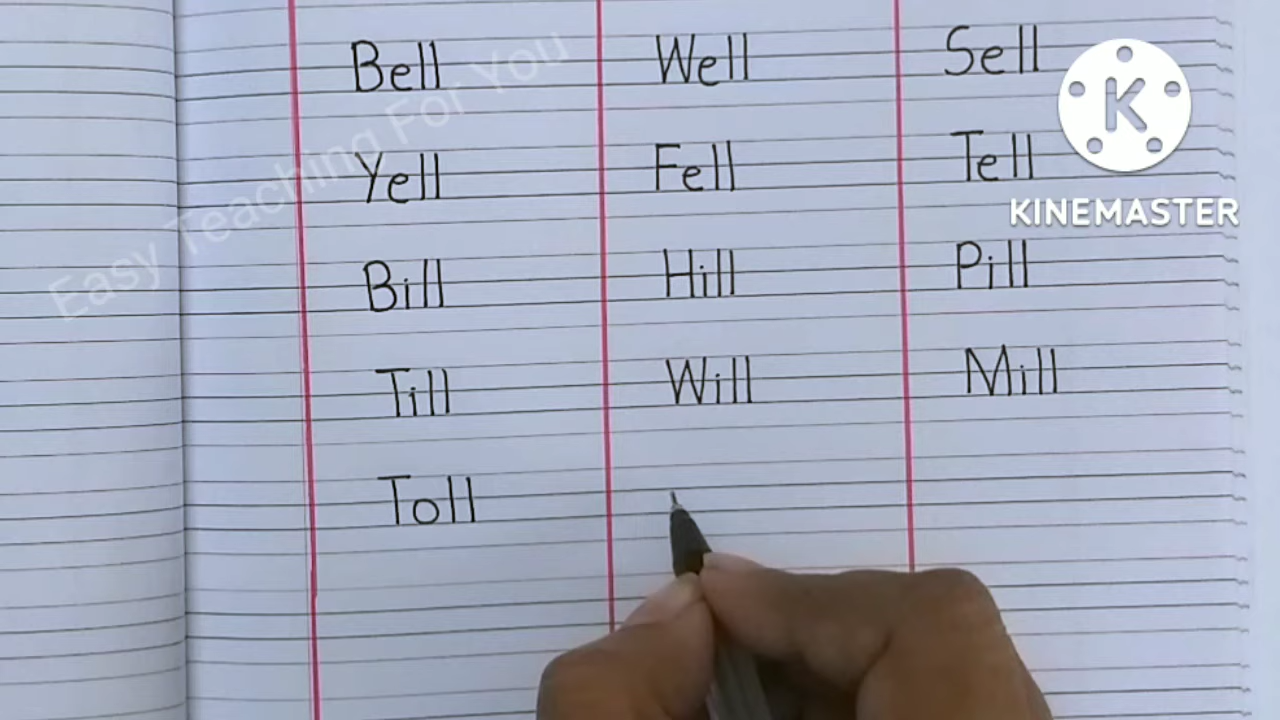 Bell Well Sell
Yell Fell Tell
Bill Hill Pill
Till Will Mill
Toll
Easy Teaching For You
K
KINEMASTER